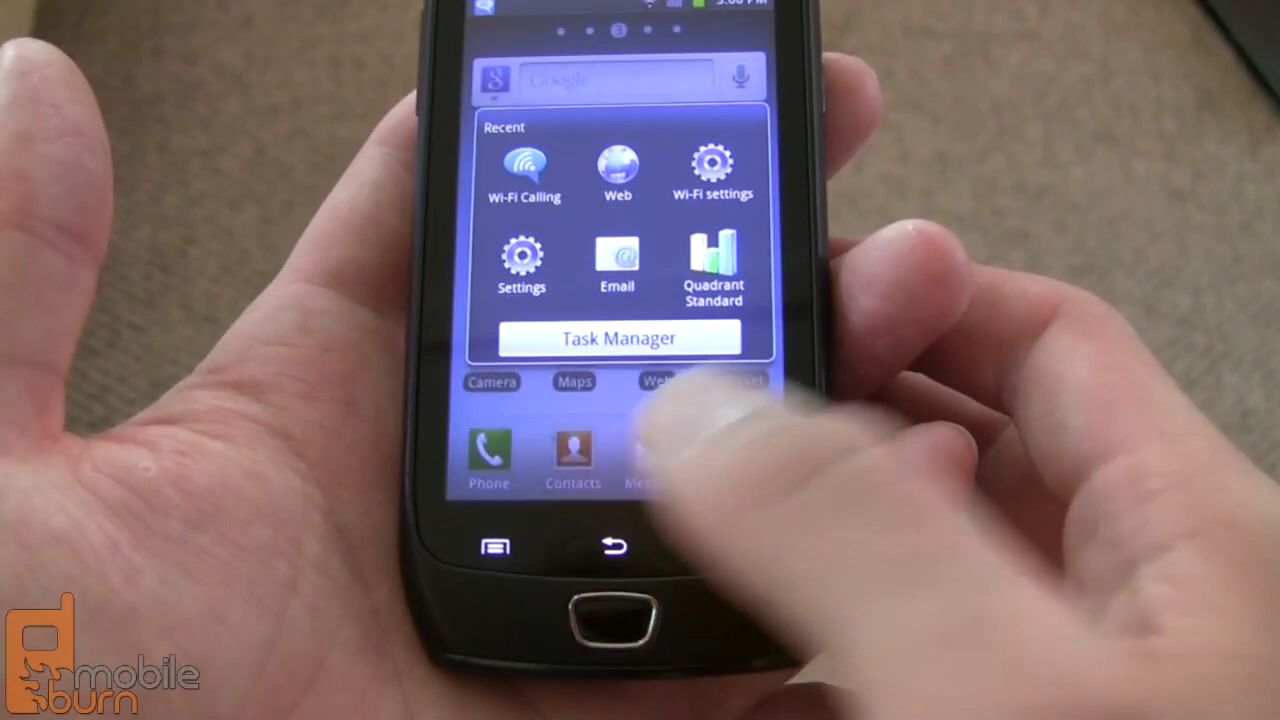 3
Google
Recent
Wi-Fi Calling Web Wi-Fi settings
Settings Email Quadrant
Standard
Task Manager
Camera Maps
Phone Contacts
mobile
burn